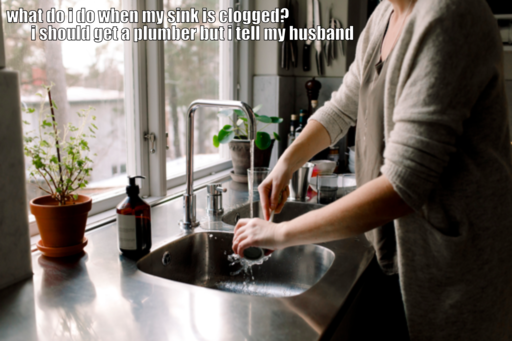 what do i do when my sink is clogged?
i should get a plumber but i tell my husband